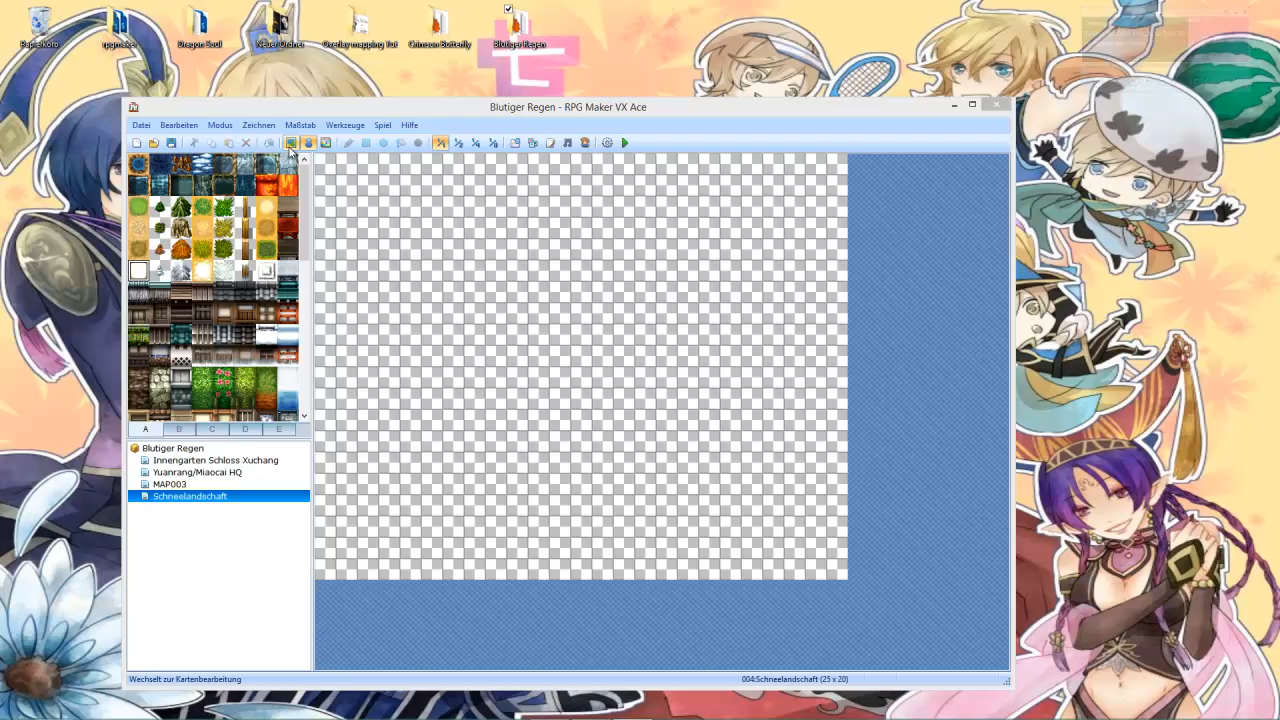 Papierkorb
rpgmaker
Dragon Soul
Neuer Ordner
Overlay mapping Tut
Crimson Butterfly
Blutiger Regen
Blutiger Regen - RPG Maker VX Ace
Datei Bearbeiten Modus Zeichnen Maßstab Werkzeuge Spiel Hilfe
A B C D E
Blutiger Regen
Innengarten Schloss Xuchang
Yuanrang/Miaocai HQ
MAP003
Schneelandschaft
Wechselt zur Kartenbearbeitung
004:Schneelandschaft (25 x 20)